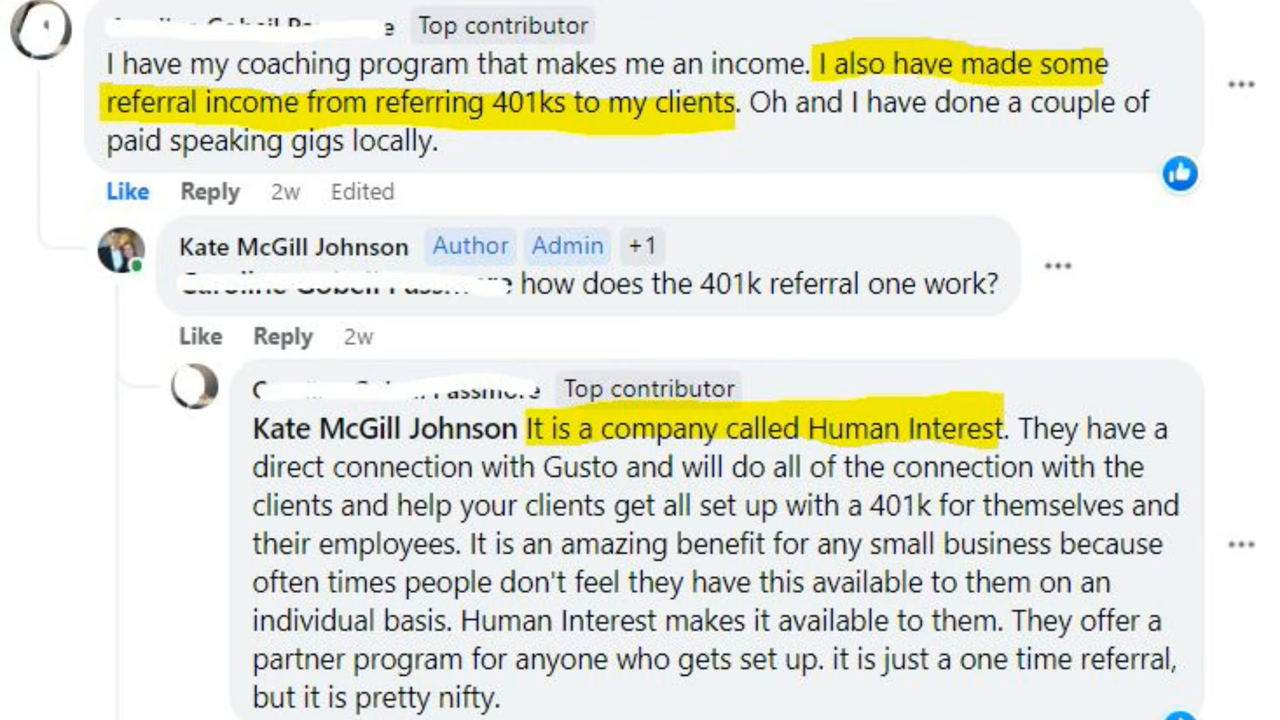 Top contributor
I have my coaching program that makes me an income. I also have made some
referral income from referring 401ks to my clients. Oh and I have done a couple of
paid speaking gigs locally.
Like Reply 2w Edited
Kate McGill Johnson Author Admin +1
how does the 401k referral one work?
Like Reply 2w
Top contributor
Kate McGill Johnson It is a company called Human Interest. They have a
direct connection with Gusto and will do all of the connection with the
clients and help your clients get all set up with a 401k for themselves and
their employees. It is an amazing benefit for any small business because
often times people don't feel they have this available to them on an
individual basis. Human Interest makes it available to them. They offer a
partner program for anyone who gets set up. it is just a one time referral,
but it is pretty nifty.